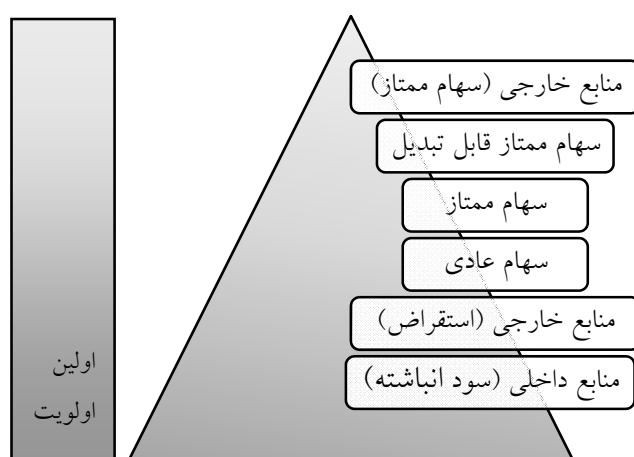 منابع خارجی (سهام ممتاز)
سهام ممتاز قابل تبدیل
سهام ممتاز
سهام عادی
منابع خارجی (استقراض)
منابع داخلی (سود انباشته)
اولین
اولویت